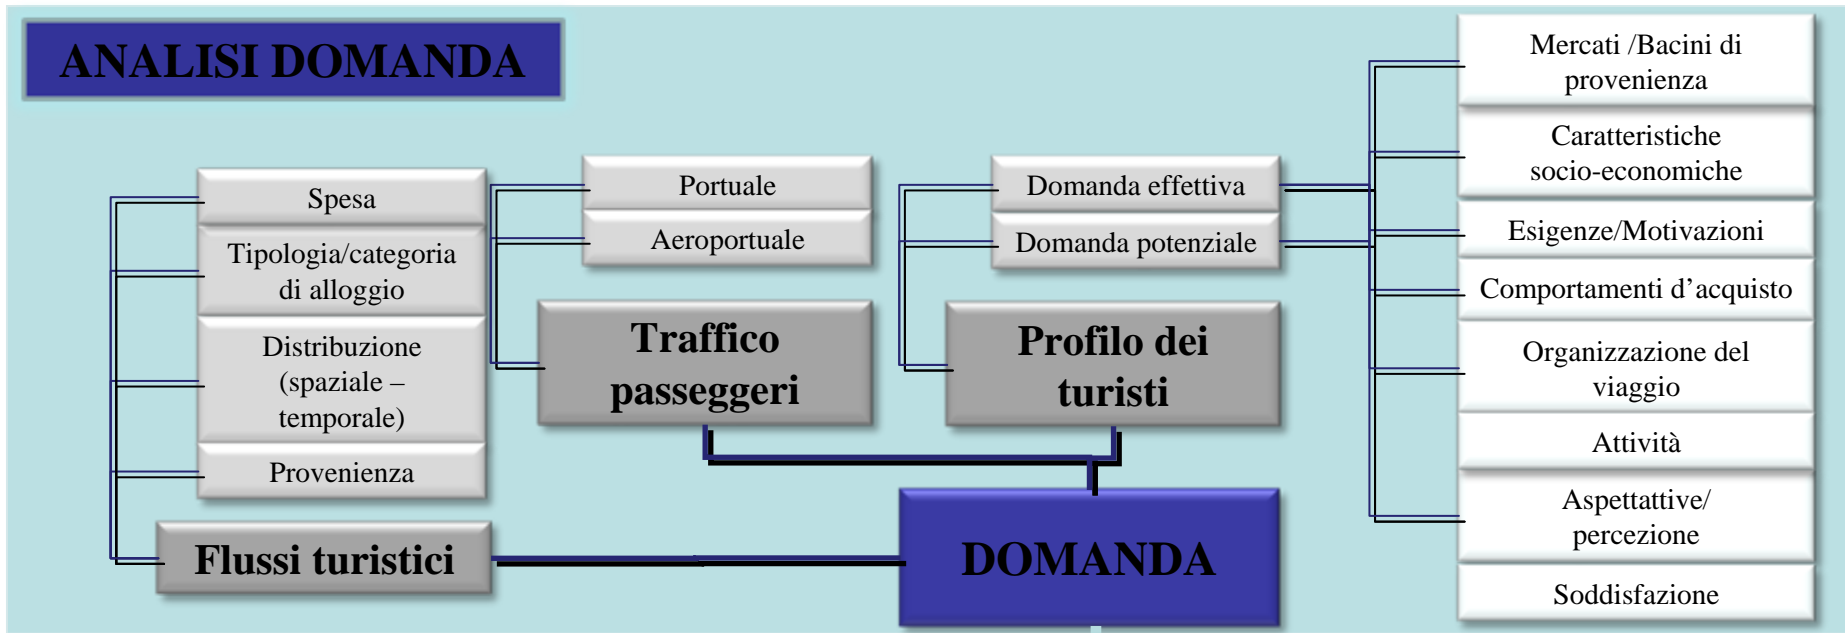 ANALISI DOMANDA
Spesa
Tipologia/categoria
di alloggio
Distribuzione
(spaziale –
temporale)
Provenienza
Flussi turistici
Portuale
Aeroportuale
Traffico
passeggeri
Domanda effettiva
Domanda potenziale
Profilo dei
turisti
DOMANDA
Mercati /Bacini di
provenienza
Caratteristiche
socio-economiche
Esigenze/Motivazioni
Comportamenti d’acquisto
Organizzazione del
viaggio
Attività
Aspettattive/
percezione
Soddisfazione